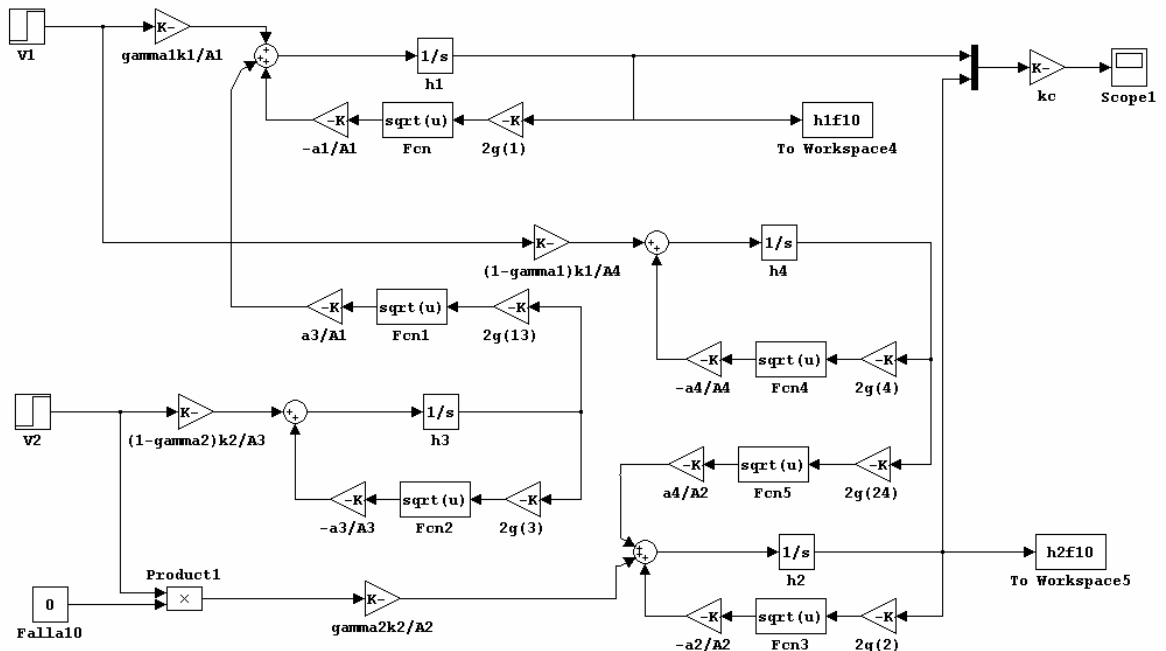 K-
V1
gamma1k1/A1
+
+
+
1/s
h1
K-
kc
Scope1
-K
-a1/A1
sqrt(u)
Fcn
-K
2g(1)
h1f10
To Workspace4
K-
(1-gamma1)k1/A4
+
+
1/s
h4
-K
a3/A1
sqrt(u)
Fcn1
-K
2g(13)
-K
-a4/A4
sqrt(u)
Fcn4
-K
2g(4)
V2
K-
(1-gamma2)k2/A3
+
+
1/s
h3
-K
a4/A2
sqrt(u)
Fcn5
-K
2g(24)
-K
-a3/A3
sqrt(u)
Fcn2
-K
2g(3)
+
+
+
1/s
h2
h2f10
To Workspace5
Product1
×
0
Falla10
K-
gamma2k2/A2
-K
-a2/A2
sqrt(u)
Fcn3
-K
2g(2)